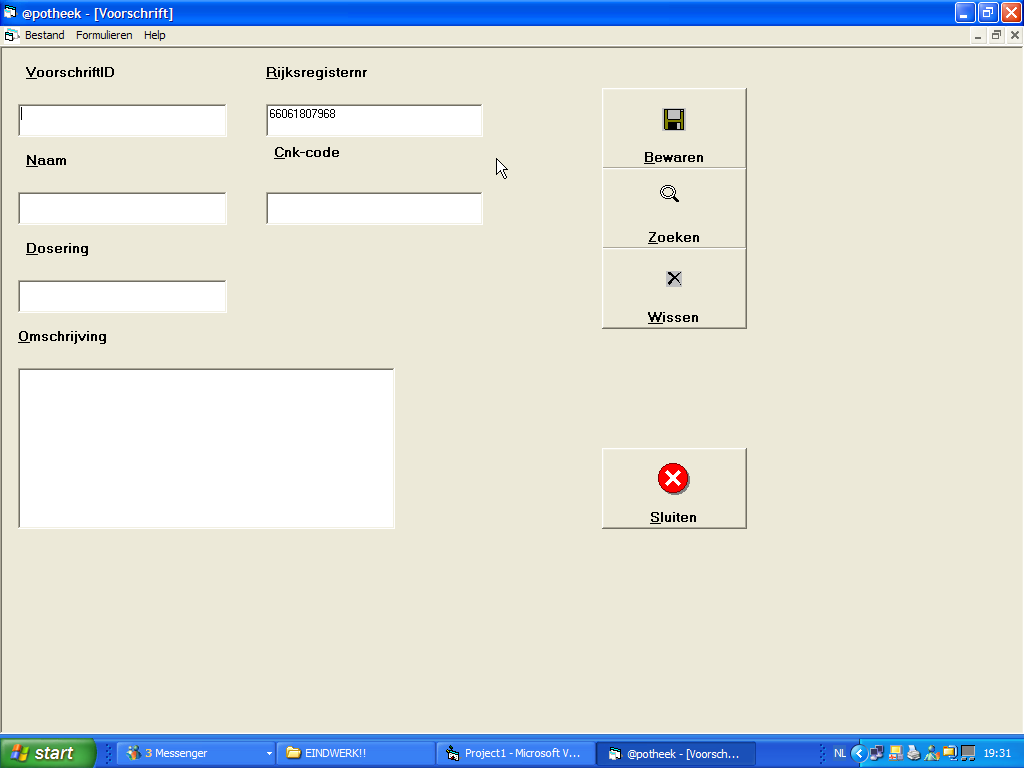 @potheek - [Voorschrift]
Bestand Formulieren Help
VoorschriftID
Rijksregisternr
66061807968
Naam
Cnk-code
Dosering
Omschrijving
Bewaren
Zoeken
Wissen
Sluiten
start
3 Messenger
EINDWERK!!
Project1 - Microsoft V...
@potheek - [Voorsch...
NL
19:31